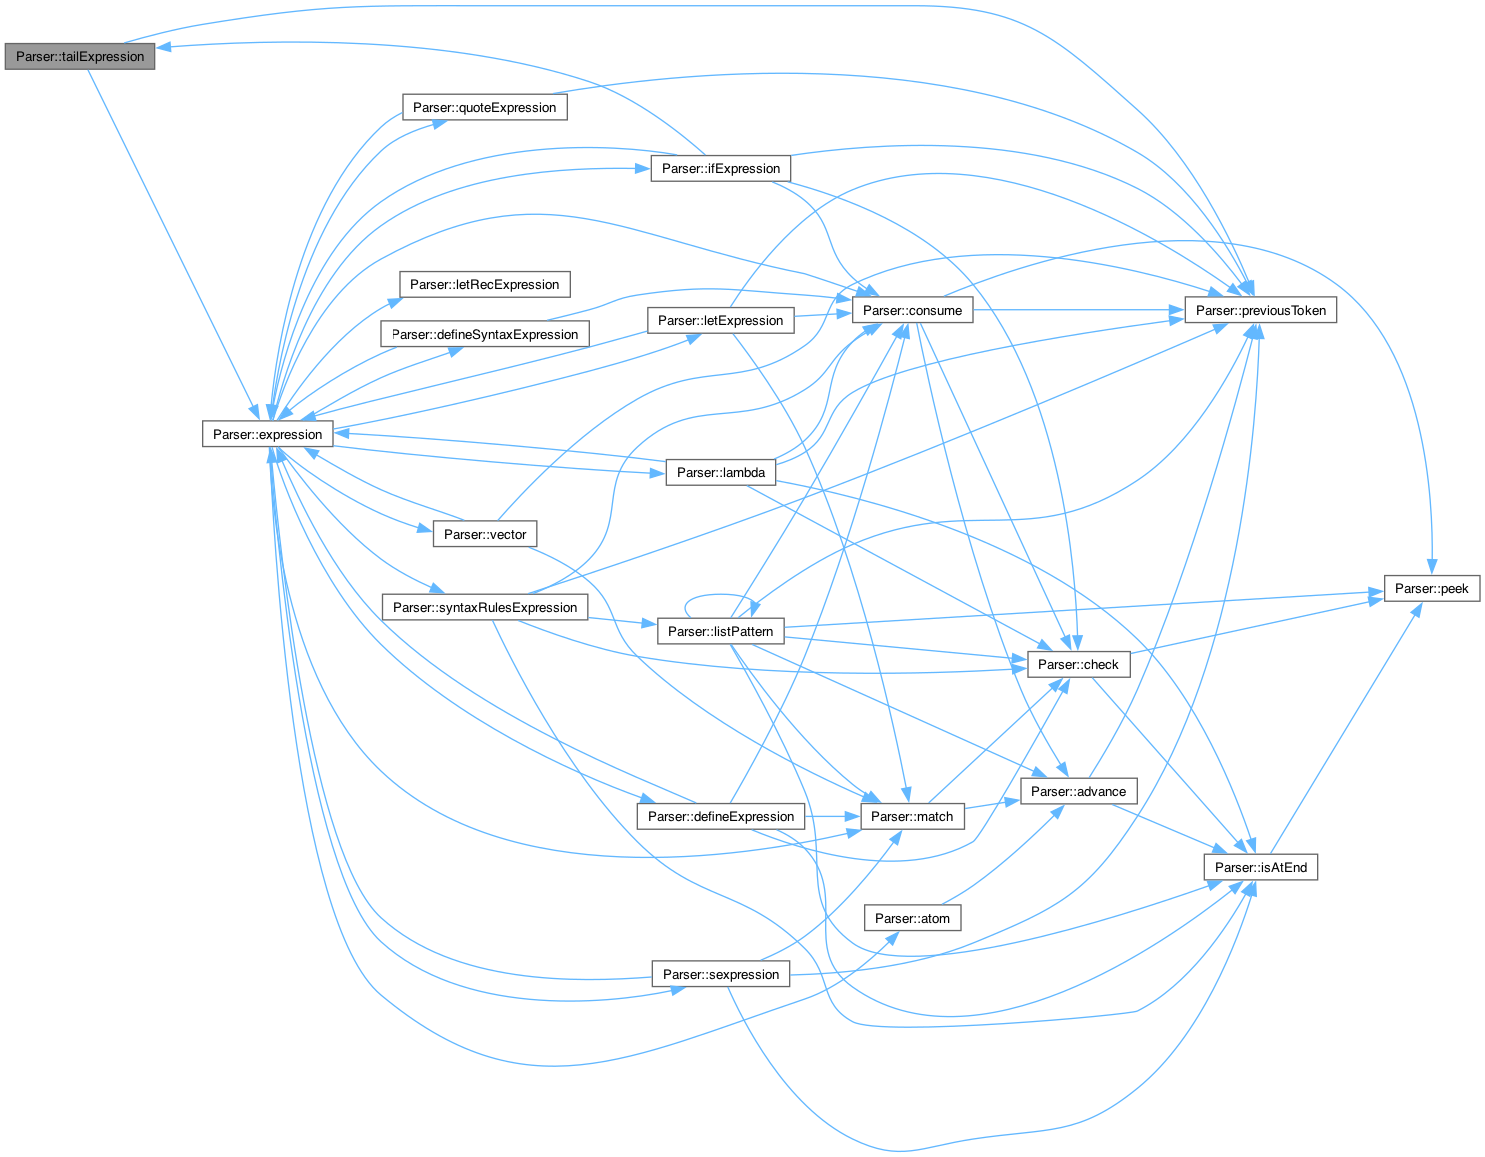 Parser::tailExpression
Parser::quoteExpression
Parser::ifExpression
Parser::letRecExpression
Parser::letExpression
Parser::consume
Parser::previousToken
Parser::defineSyntaxExpression
Parser::expression
Parser::lambda
Parser::vector
Parser::peek
Parser::syntaxRulesExpression
Parser::listPattern
Parser::check
Parser::advance
Parser::defineExpression
Parser::match
Parser::isAtEnd
Parser::atom
Parser::sexpression